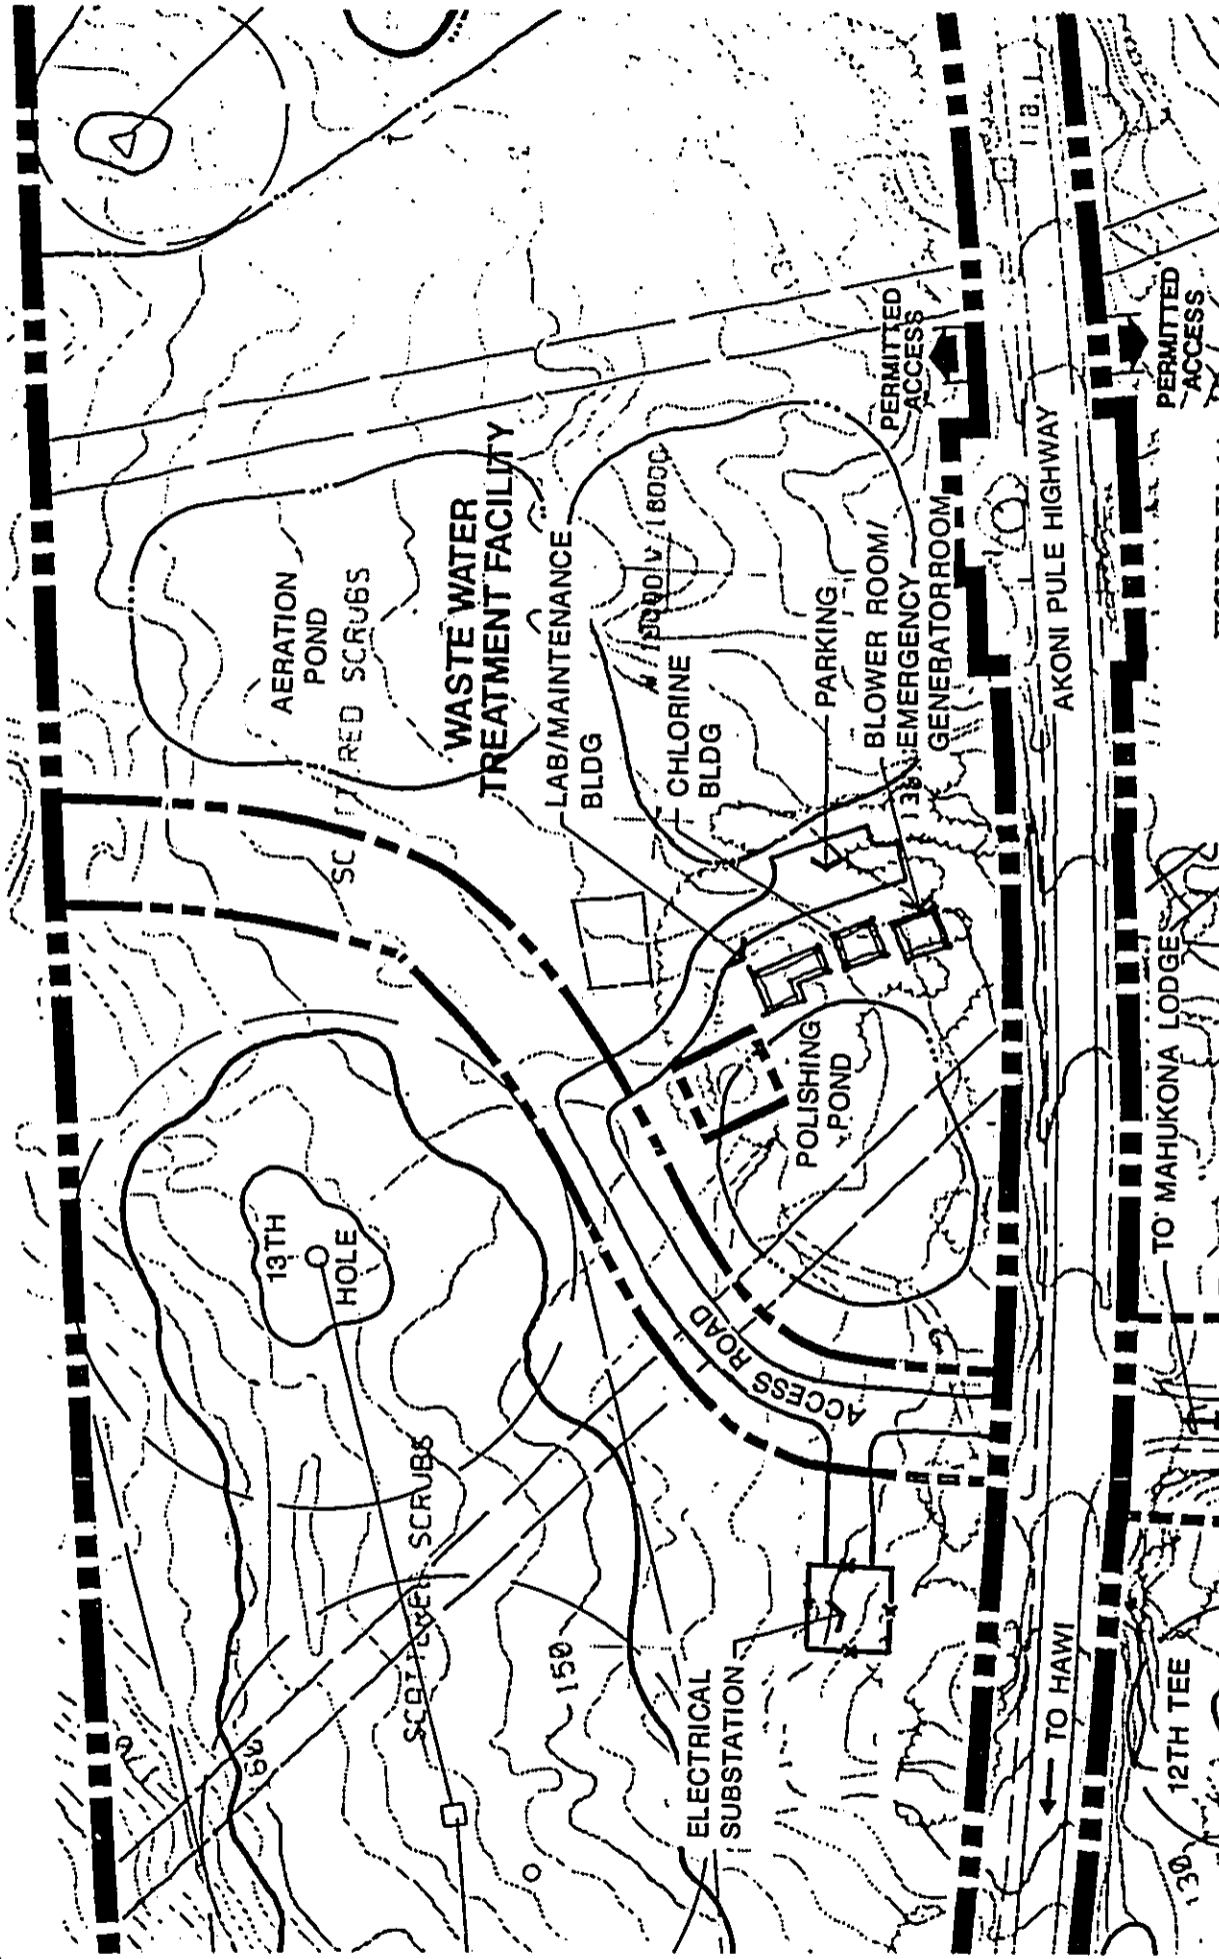 AERATION
POND
RED SCRUBS
SC
WASTE WATER
TREATMENT FACILITY
LAB/MAINTENANCE
BLDG
CHLORINE
BLDG
PARKING
BLOWER ROOM/
EMERGENCY
GENERATOR ROOM
PERMITTED
ACCESS
PERMITTED
ACCESS
118.1
AKONI PULE HIGHWAY
13TH
HOLE
POLISHING
POND
ACCESS ROAD
SCRUBS
150
ELECTRICAL
SUBSTATION
TO HAWI
TO MAHUKONA LODGE
12TH TEE
130